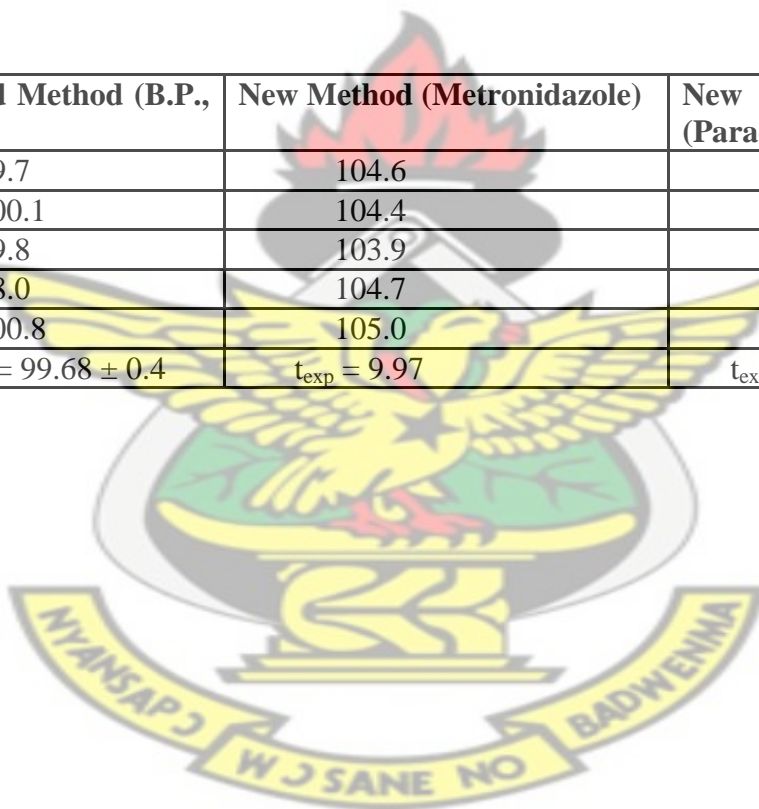 Method (B.P., New Method (Metronidazole) New
(Para
9.7 104.6
00.1 104.4
9.8 103.9
8.0 104.7
00.8 105.0
= 99.68 ± 0.4 t_exp = 9.97 t_ex
NYANSAPƆ WƆSANE NO BADWENMA